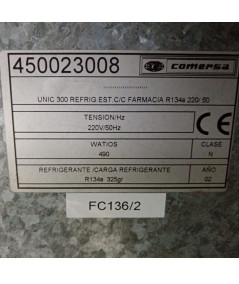 450023008
comersa
UNIC 300 REFRIG EST.C/C FARMACIA R134a 220/ 50
TENSION/Hz
220V/50Hz
CE
WATIOS
CLASE
490
N
REFRIGERANTE /CARGA REFRIGERANTE
AÑO
R134a 325gr
02
FC136/2